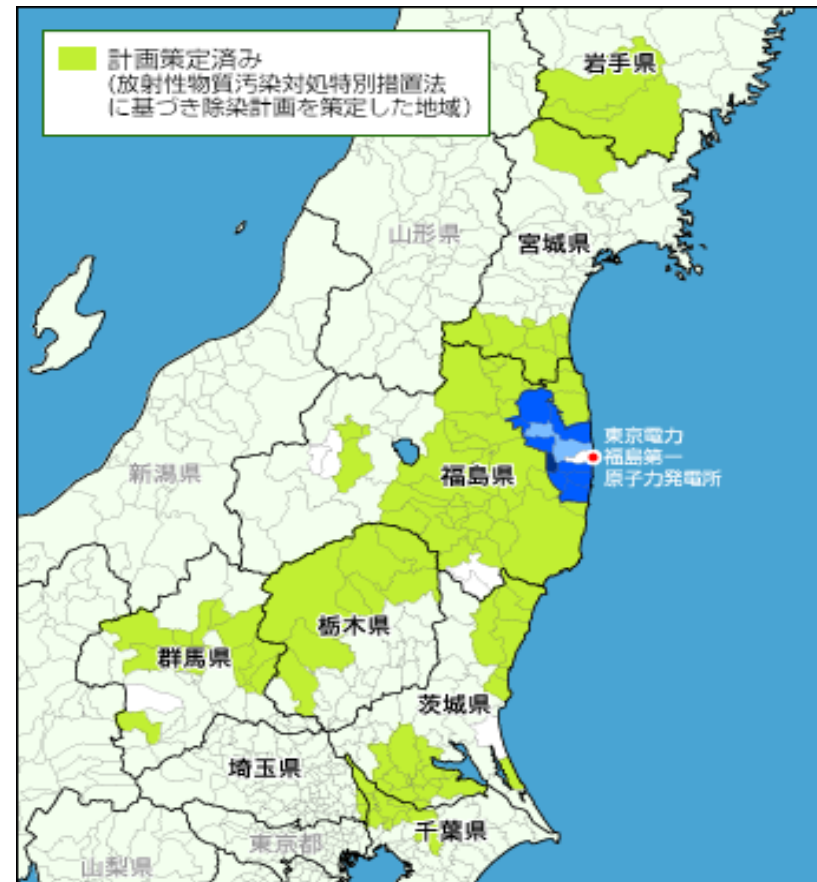 計画策定済み
(放射性物質汚染対処特別措置法
に基づき除染計画を策定した地域)
岩手県
山形県
宮城県
東京電力
福島第一
原子力発電所
新潟県
福島県
栃木県
群馬県
茨城県
埼玉県
千葉県
東京都
山梨県